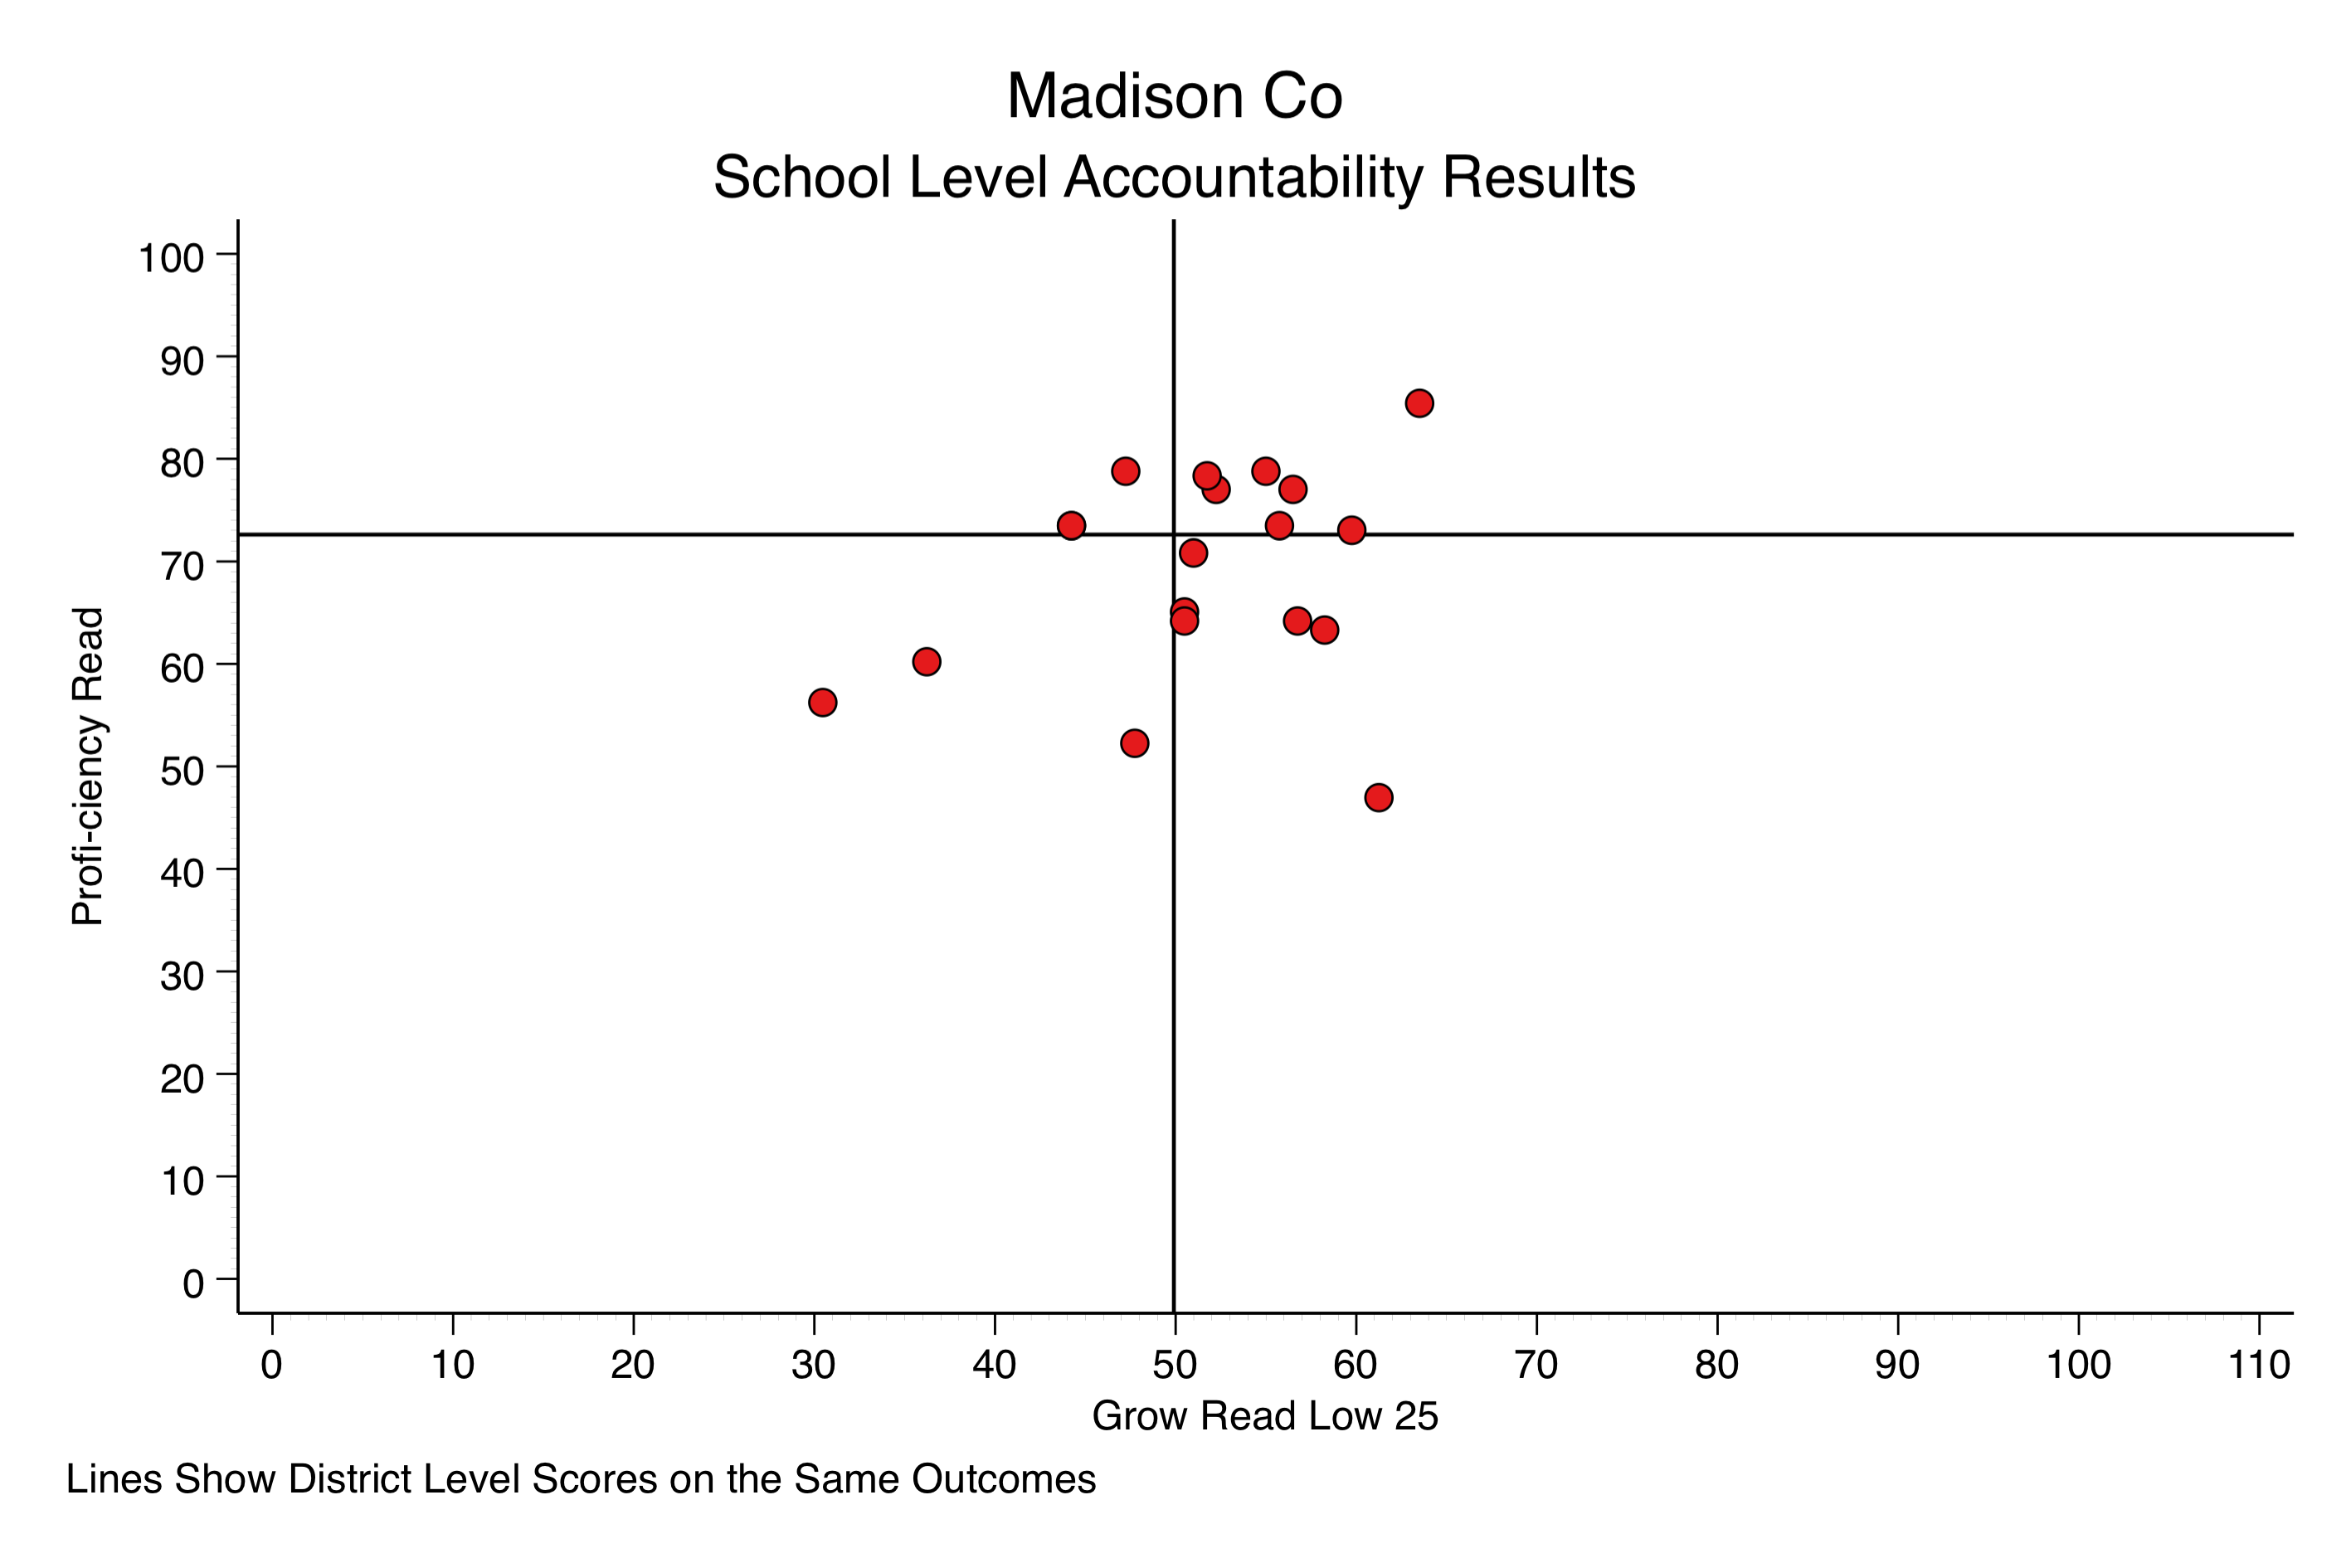 Madison Co
School Level Accountability Results
100
90
80
70
60
50
40
30
20
10
0
Profi-ciency Read
0 10 20 30 40 50 60 70 80 90 100 110
Grow Read Low 25
Lines Show District Level Scores on the Same Outcomes